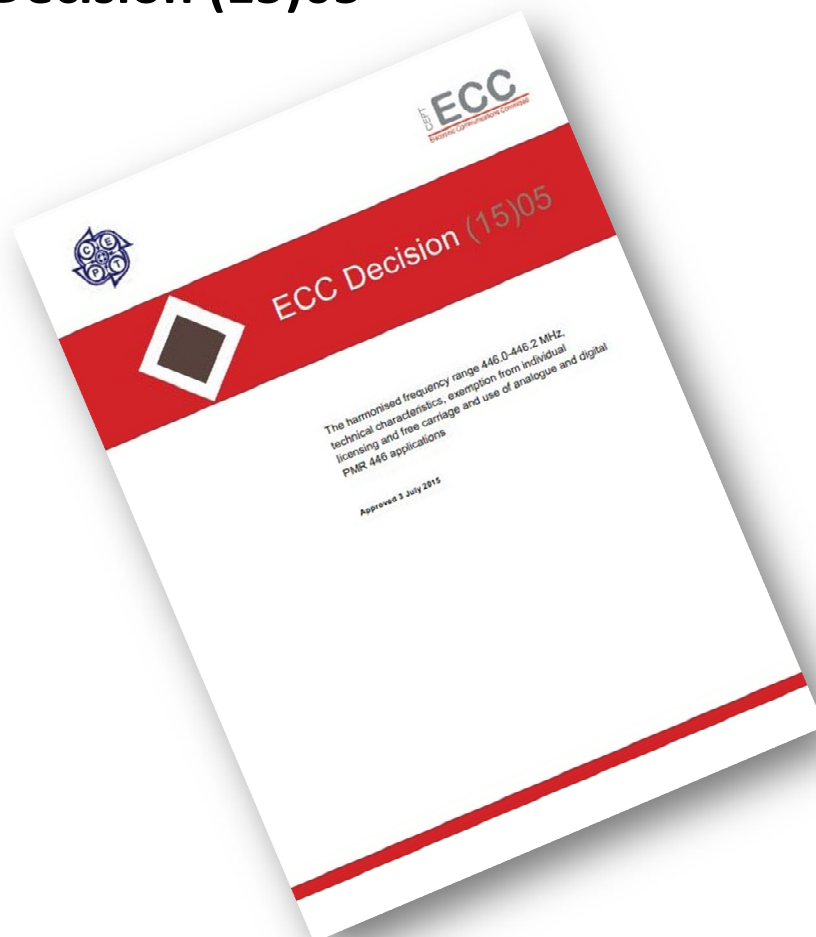 Decision (15)05
CEPT
ECC
Electronic Communications Committee
CEPT
ECC Decision (15)05
The harmonised frequency range 446.0-446.2 MHz,
technical characteristics, exemption from individual
licensing and free carriage and use of analogue and digital
PMR 446 applications
Approved 3 July 2015